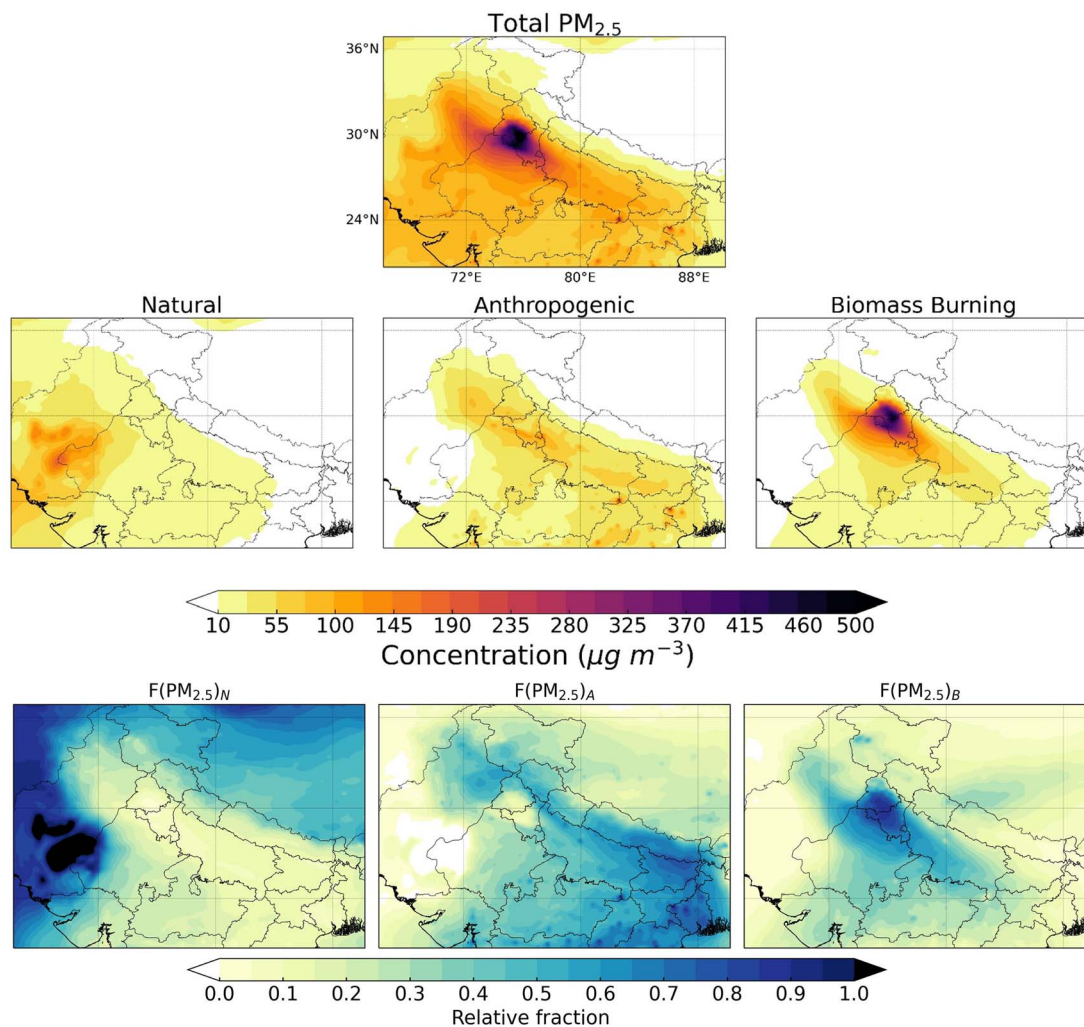 Total PM2.5
36°N
30°N
24°N
72°E 80°E 88°E
Natural Anthropogenic Biomass Burning
10 55 100 145 190 235 280 325 370 415 460 500
Concentration (μg m⁻³)
F(PM2.5)N F(PM2.5)A F(PM2.5)B
0.0 0.1 0.2 0.3 0.4 0.5 0.6 0.7 0.8 0.9 1.0
Relative fraction